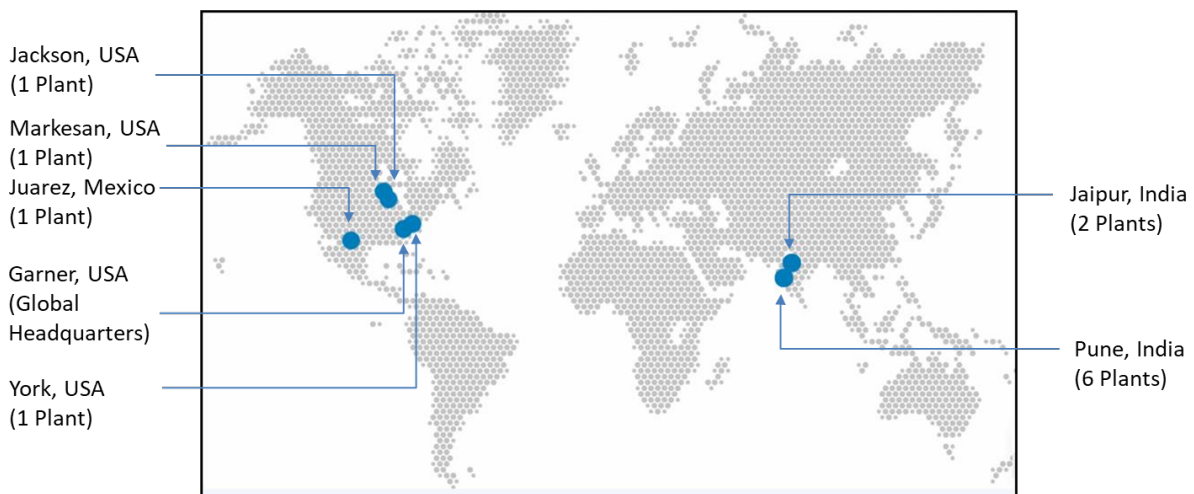 Jackson, USA
(1 Plant)
Markesan, USA
(1 Plant)
Juarez, Mexico
(1 Plant)
Garner, USA
(Global
Headquarters)
York, USA
(1 Plant)
Jaipur, India
(2 Plants)
Pune, India
(6 Plants)